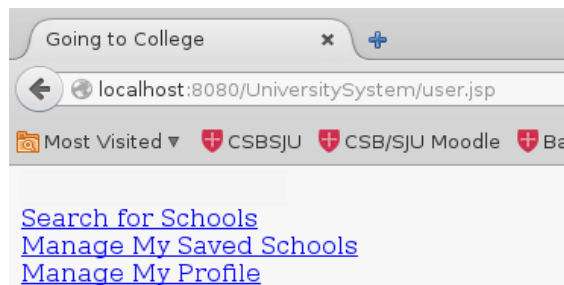 Going to College
localhost:8080/UniversitySystem/user.jsp
Most Visited CSBSJU CSB/SJU Moodle Ba
Search for Schools
Manage My Saved Schools
Manage My Profile